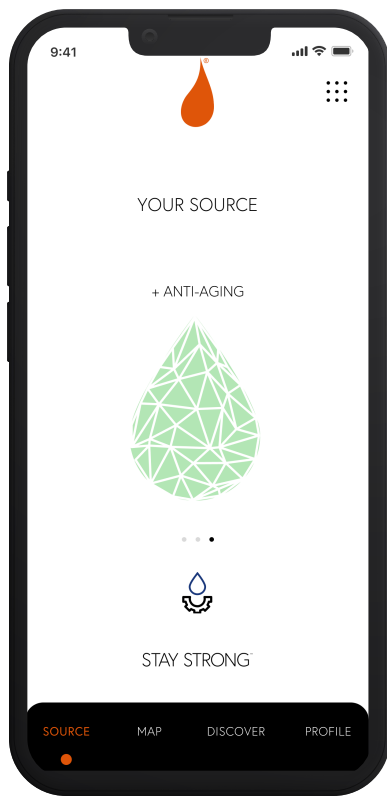 9:41
®
YOUR SOURCE
+ ANTI-AGING
STAY STRONG
SOURCE MAP DISCOVER PROFILE